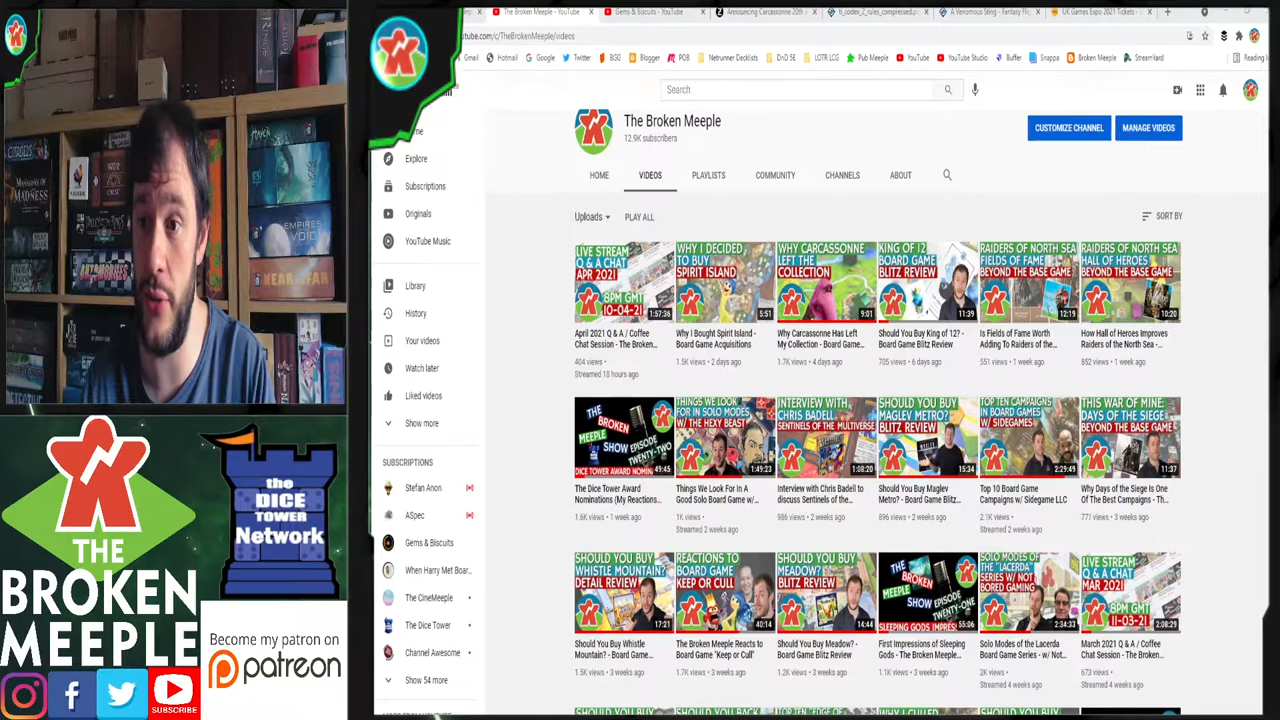 The Broken Meeple - YouTube
Gems & Biscuits - YouTube
Announcing Carcassonne 20th A
ti_codex_2_rules_compressed.p
A Venomous Sting - Fantasy Flig
UK Games Expo 2021 Tickets -
tube.com/c/TheBrokenMeeple/videos
Gmail
Hotmail
Google
Twitter
BGG
Blogger
POB
Netrunner Decklists
DnD 5E
LOTR LCG
Pub Meeple
YouTube
YouTube Studio
Buffer
Snappa
Broken Meeple
StreamYard
Reading li
Search
The Broken Meeple
12.9K subscribers
CUSTOMIZE CHANNEL
MANAGE VIDEOS
HOME
VIDEOS
PLAYLISTS
COMMUNITY
CHANNELS
ABOUT
Uploads
PLAY ALL
SORT BY
me
Explore
Subscriptions
Originals
YouTube Music
Library
History
Your videos
Watch later
Liked videos
Show more
SUBSCRIPTIONS
Stefan Anon
ASpec
Gems & Biscuits
When Harry Met Boar...
The CineMeeple
The Dice Tower
Channel Awesome
Show 54 more
LIVE STREAM
Q & A CHAT
APR 2021
8PM GMT
10-04-21
1:57:36
April 2021 Q & A / Coffee
Chat Session - The Broken...
404 views
Streamed 18 hours ago
WHY I DECIDED
TO BUY
SPIRIT ISLAND
5:51
Why I Bought Spirit Island -
Board Game Acquisitions
1.5K views • 2 days ago
WHY CARCASSONNE
LEFT THE
COLLECTION
9:01
Why Carcassonne Has Left
My Collection - Board Game...
1.7K views • 4 days ago
KING OF 12?
BOARD GAME
BLITZ REVIEW
11:39
Should You Buy King of 12? -
Board Game Blitz Review
705 views • 6 days ago
RAIDERS OF NORTH SEA
FIELDS OF FAME
BEYOND THE BASE GAME
12:19
Is Fields of Fame Worth
Adding To Raiders of the...
551 views • 1 week ago
RAIDERS OF NORTH SEA
HALL OF HEROES
BEYOND THE BASE GAME
10:20
How Hall of Heroes Improves
Raiders of the North Sea -...
852 views • 1 week ago
THE
BROKEN
MEEPLE
SHOW EPISODE
TWENTY-TWO
DICE TOWER AWARD NOMIN
49:45
The Dice Tower Award
Nominations (My Reactions...
1.6K views • 1 week ago
THINGS WE LOOK
FOR IN SOLO MODES
W/ THE HEXY BEAST
1:49:23
Things We Look For In A
Good Solo Board Game w/...
1K views
Streamed 2 weeks ago
INTERVIEW WITH
CHRIS BADELL
SENTINELS OF THE MULTIVERSE
1:08:20
Interview with Chris Badell to
discuss Sentinels of the...
986 views • 2 weeks ago
SHOULD YOU BUY
MAGLEV METRO?
BLITZ REVIEW
15:34
Should You Buy Maglev
Metro? - Board Game Blitz...
896 views • 2 weeks ago
TOP TEN CAMPAIGNS
IN BOARD GAMES
W/ SIDEGAMES
2:29:49
Top 10 Board Game
Campaigns w/ Sidegame LLC
2.1K views
Streamed 2 weeks ago
THIS WAR OF MINE:
DAYS OF THE SIEGE
11:37
Why Days of the Siege Is One
Of The Best Campaigns - Th...
771 views • 3 weeks ago
SHOULD YOU BUY
WHISTLE MOUNTAIN?
DETAIL REVIEW
17:21
Should You Buy Whistle
Mountain? - Board Game...
1.5K views • 3 weeks ago
REACTIONS TO
BOARD GAME
KEEP OR CULL
40:14
The Broken Meeple Reacts to
Board Game "Keep or Cull"
1.7K views • 3 weeks ago
SHOULD YOU BUY
MEADOW?
BLITZ REVIEW
14:44
Should You Buy Meadow? -
Board Game Blitz Review
1.2K views • 3 weeks ago
THE
BROKEN
MEEPLE
SHOW EPISODE
TWENTY-ONE
SLEEPING GODS IMPRES
55:06
First Impressions of Sleeping
Gods - The Broken Meeple...
1.1K views • 3 weeks ago
SOLO MODES OF
THE "LACERDA"
SERIES W/ NOT
BORED GAMING
2:34:33
Solo Modes of the Lacerda
Board Game Series - w/ Not...
2K views
Streamed 4 weeks ago
LIVE STREAM
Q & A CHAT
MAR 2021
8PM GMT
11-03-21
2:08:29
March 2021 Q & A / Coffee
Chat Session - The Broken...
673 views
Streamed 4 weeks ago
CITADELS
MANSIONS OF
MADNESS
EMPIRES
OF THE
VOID
NEAR and FAR
AUTOMOBILES
THE
BROKEN
MEEPLE
the
DICE
TOWER
Network
Become my patron on
patreon
SUBSCRIBE